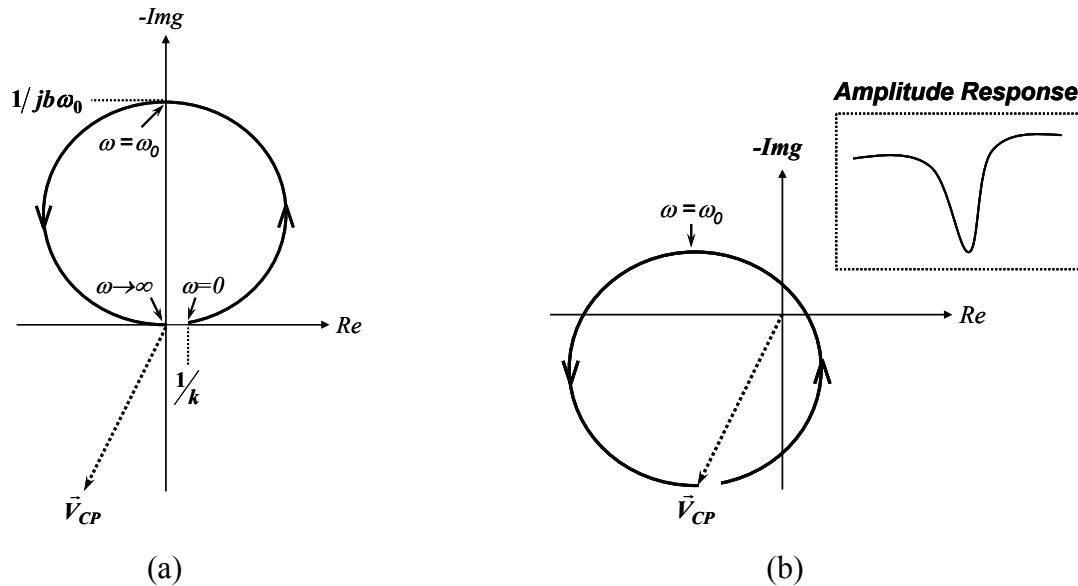 -Img
1/jbω₀
ω = ω₀
ω→∞
ω=0
Re
1/k
V⃗CP
(a)
Amplitude Response
-Img
ω = ω₀
Re
V⃗CP
(b)